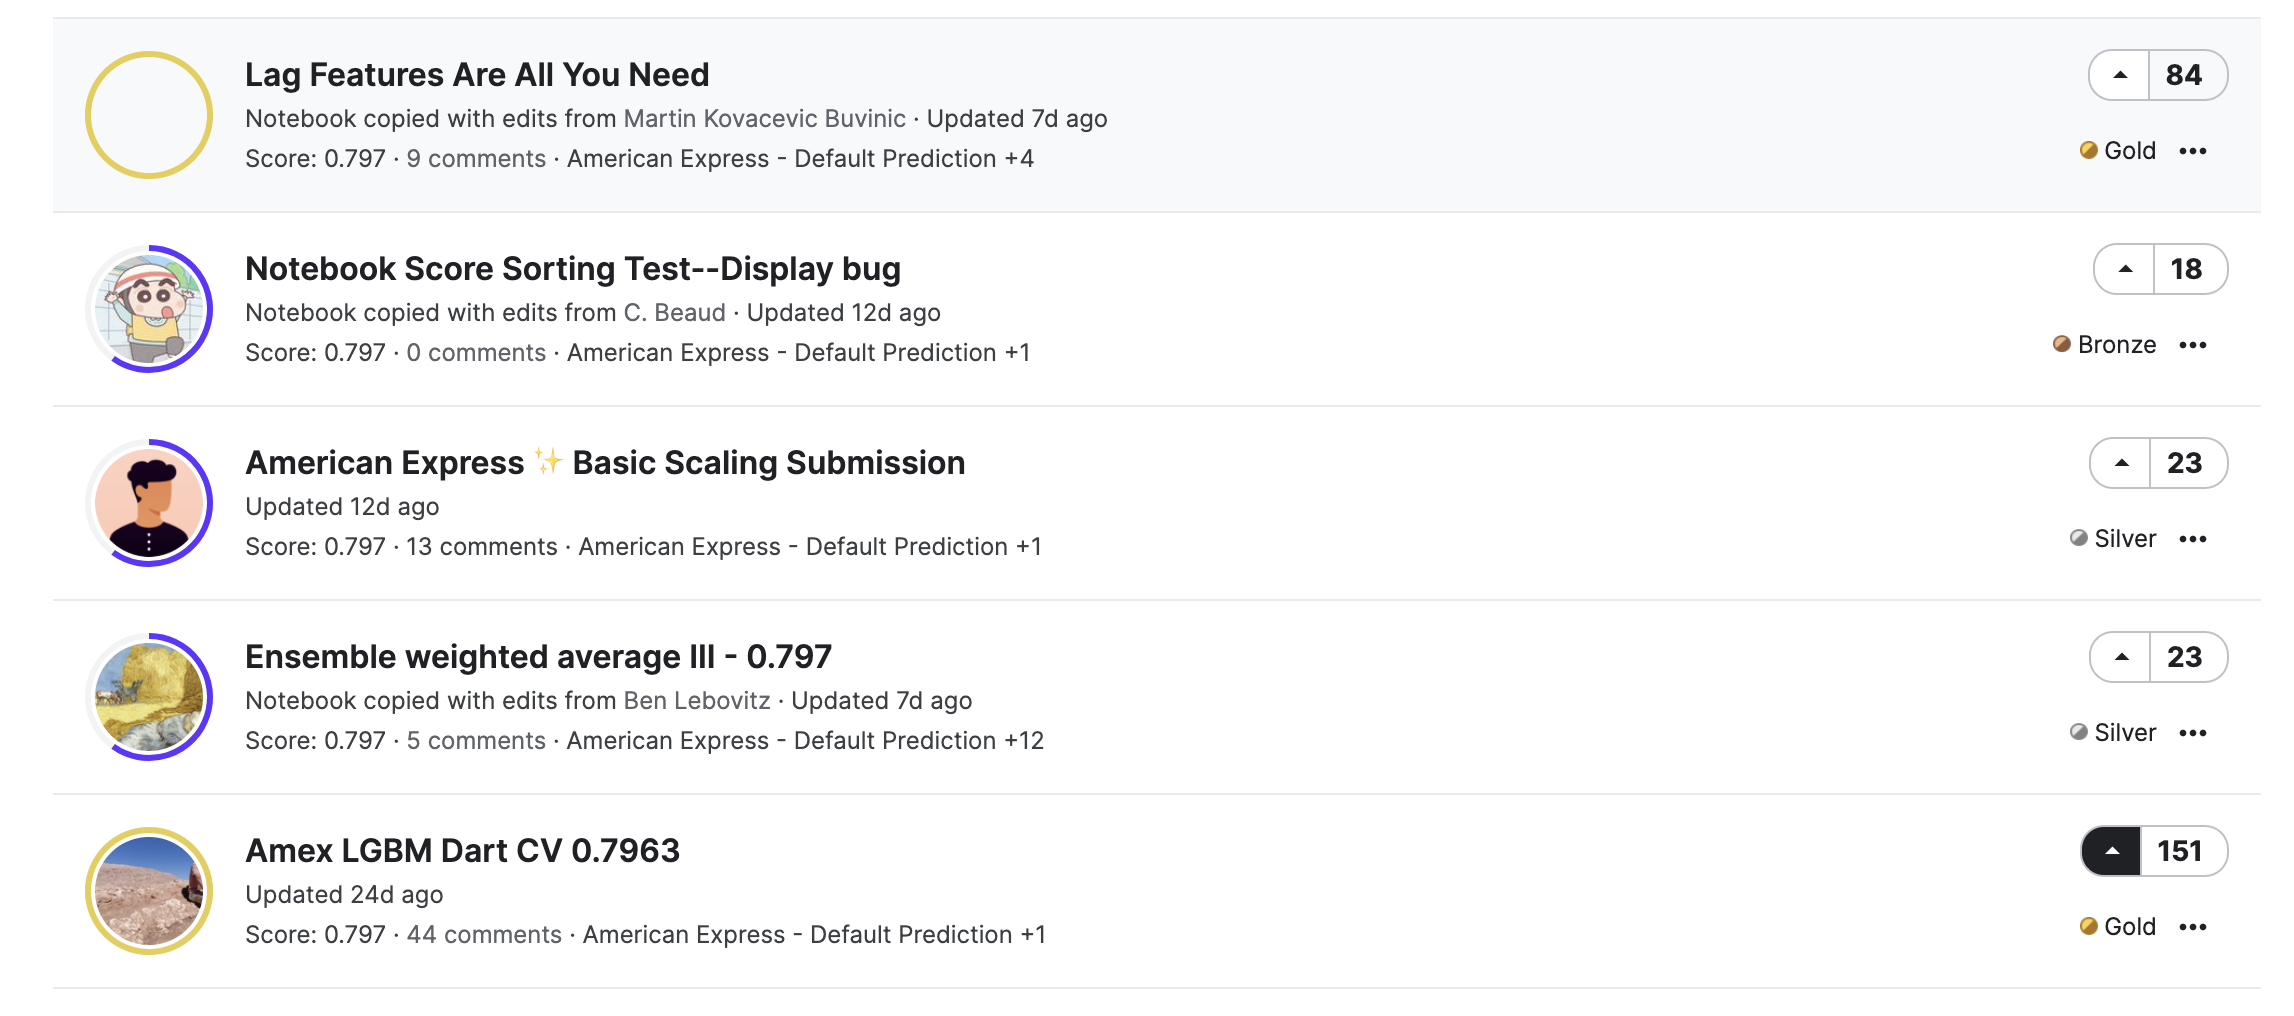 Lag Features Are All You Need
84
Notebook copied with edits from Martin Kovacevic Buvinic · Updated 7d ago
Score: 0.797 · 9 comments · American Express - Default Prediction +4
Gold
Notebook Score Sorting Test--Display bug
18
Notebook copied with edits from C. Beaud · Updated 12d ago
Score: 0.797 · 0 comments · American Express - Default Prediction +1
Bronze
American Express ✨ Basic Scaling Submission
23
Updated 12d ago
Score: 0.797 · 13 comments · American Express - Default Prediction +1
Silver
Ensemble weighted average III - 0.797
23
Notebook copied with edits from Ben Lebovitz · Updated 7d ago
Score: 0.797 · 5 comments · American Express - Default Prediction +12
Silver
Amex LGBM Dart CV 0.7963
151
Updated 24d ago
Score: 0.797 · 44 comments · American Express - Default Prediction +1
Gold